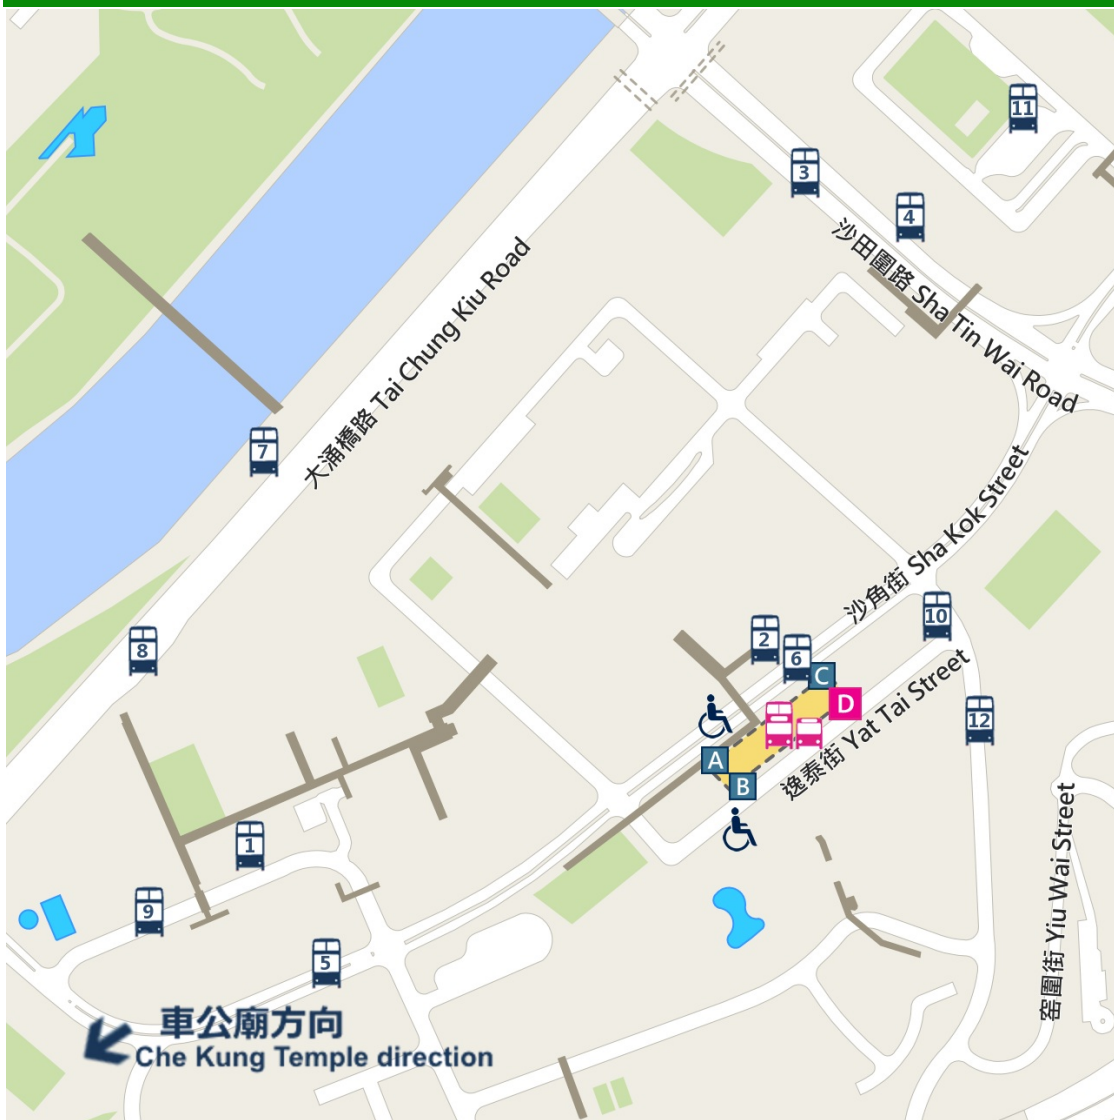 11
3
4
沙田圍路 Sha Tin Wai Road
大涌橋路 Tai Chung Kiu Road
7
沙角街 Sha Kok Street
10
8
2
6
C
D
逸泰街 Yat Tai Street
12
A
B
窑圍街 Yiu Wai Street
1
9
5
車公廟方向
Che Kung Temple direction